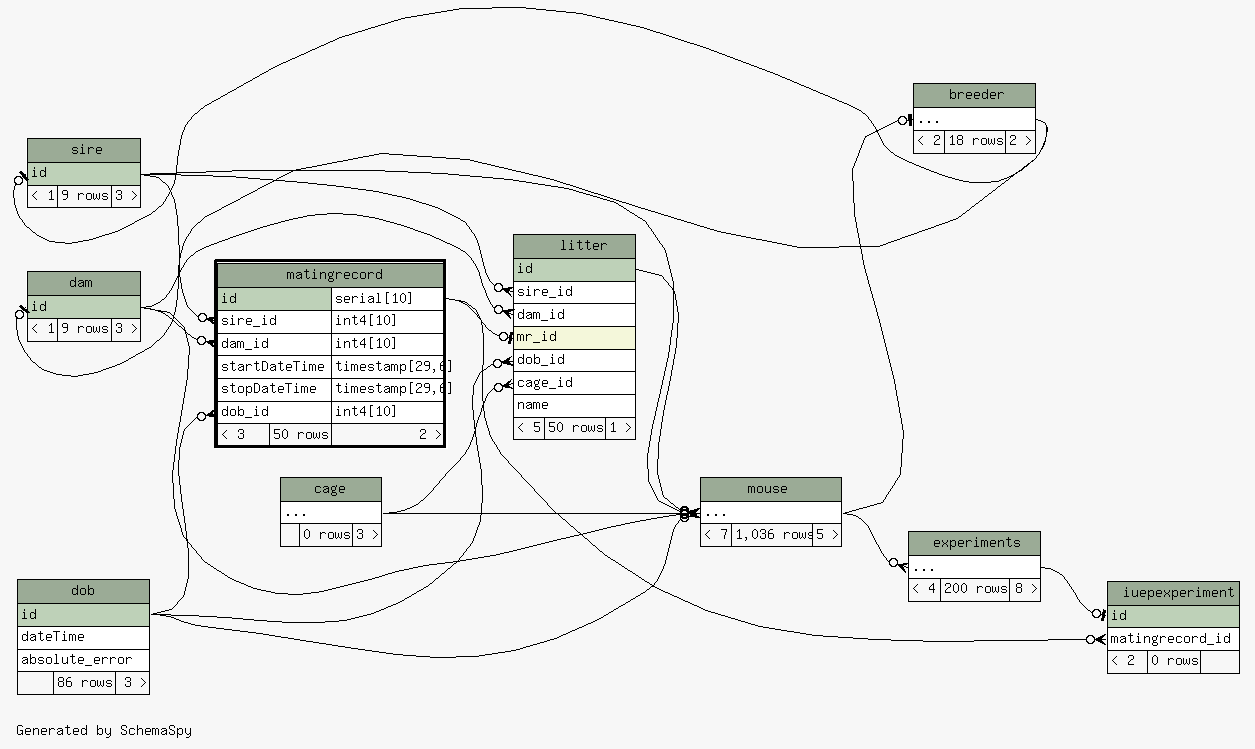 breeder
...
< 2 18 rows 2 >
sire
id
< 1 9 rows 3 >
litter
id
sire_id
dam_id
mr_id
dob_id
cage_id
name
< 5 50 rows 1 >
dam
id
< 1 9 rows 3 >
matingrecord
id serial[10]
sire_id int4[10]
dam_id int4[10]
startDateTime timestamp[29,6]
stopDateTime timestamp[29,6]
dob_id int4[10]
< 3 50 rows 2 >
cage
...
0 rows 3 >
mouse
...
< 7 1,036 rows 5 >
experiments
...
< 4 200 rows 8 >
dob
id
dateTime
absolute_error
86 rows 3 >
iuepexperiment
id
matingrecord_id
< 2 0 rows
Generated by SchemaSpy